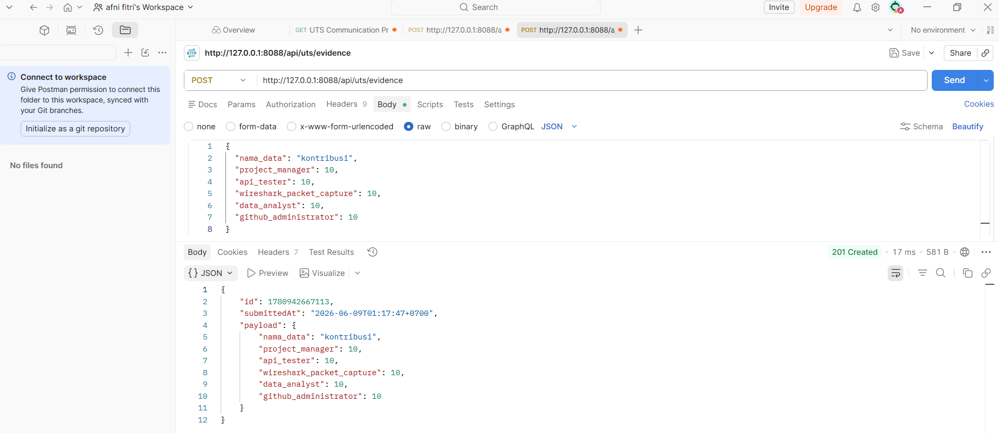 afni fitri's Workspace
Search
Invite
Upgrade
A
Overview
GET UTS Communication Pr
POST http://127.0.0.1:8088/a
POST http://127.0.0.1:8088/a
No environment
HTTP http://127.0.0.1:8088/api/uts/evidence
Save
Share
Connect to workspace
Give Postman permission to connect this
folder to this workspace, synced with
your Git branches.
Initialize as a git repository
No files found
POST http://127.0.0.1:8088/api/uts/evidence
Send
Docs Params Authorization Headers 9 Body Scripts Tests Settings
Cookies
none form-data x-www-form-urlencoded raw binary GraphQL JSON
Schema Beautify
1 {
2 "nama_data": "kontribusi",
3 "project_manager": 10,
4 "api_tester": 10,
5 "wireshark_packet_capture": 10,
6 "data_analyst": 10,
7 "github_administrator": 10
8 }
Body Cookies Headers 7 Test Results
201 Created • 17 ms • 581 B
{} JSON Preview Visualize
1 {
2 "id": 1780942667113,
3 "submittedAt": "2026-06-09T01:17:47+0700",
4 "payload": {
5 "nama_data": "kontribusi",
6 "project_manager": 10,
7 "api_tester": 10,
8 "wireshark_packet_capture": 10,
9 "data_analyst": 10,
10 "github_administrator": 10
11 }
12 }